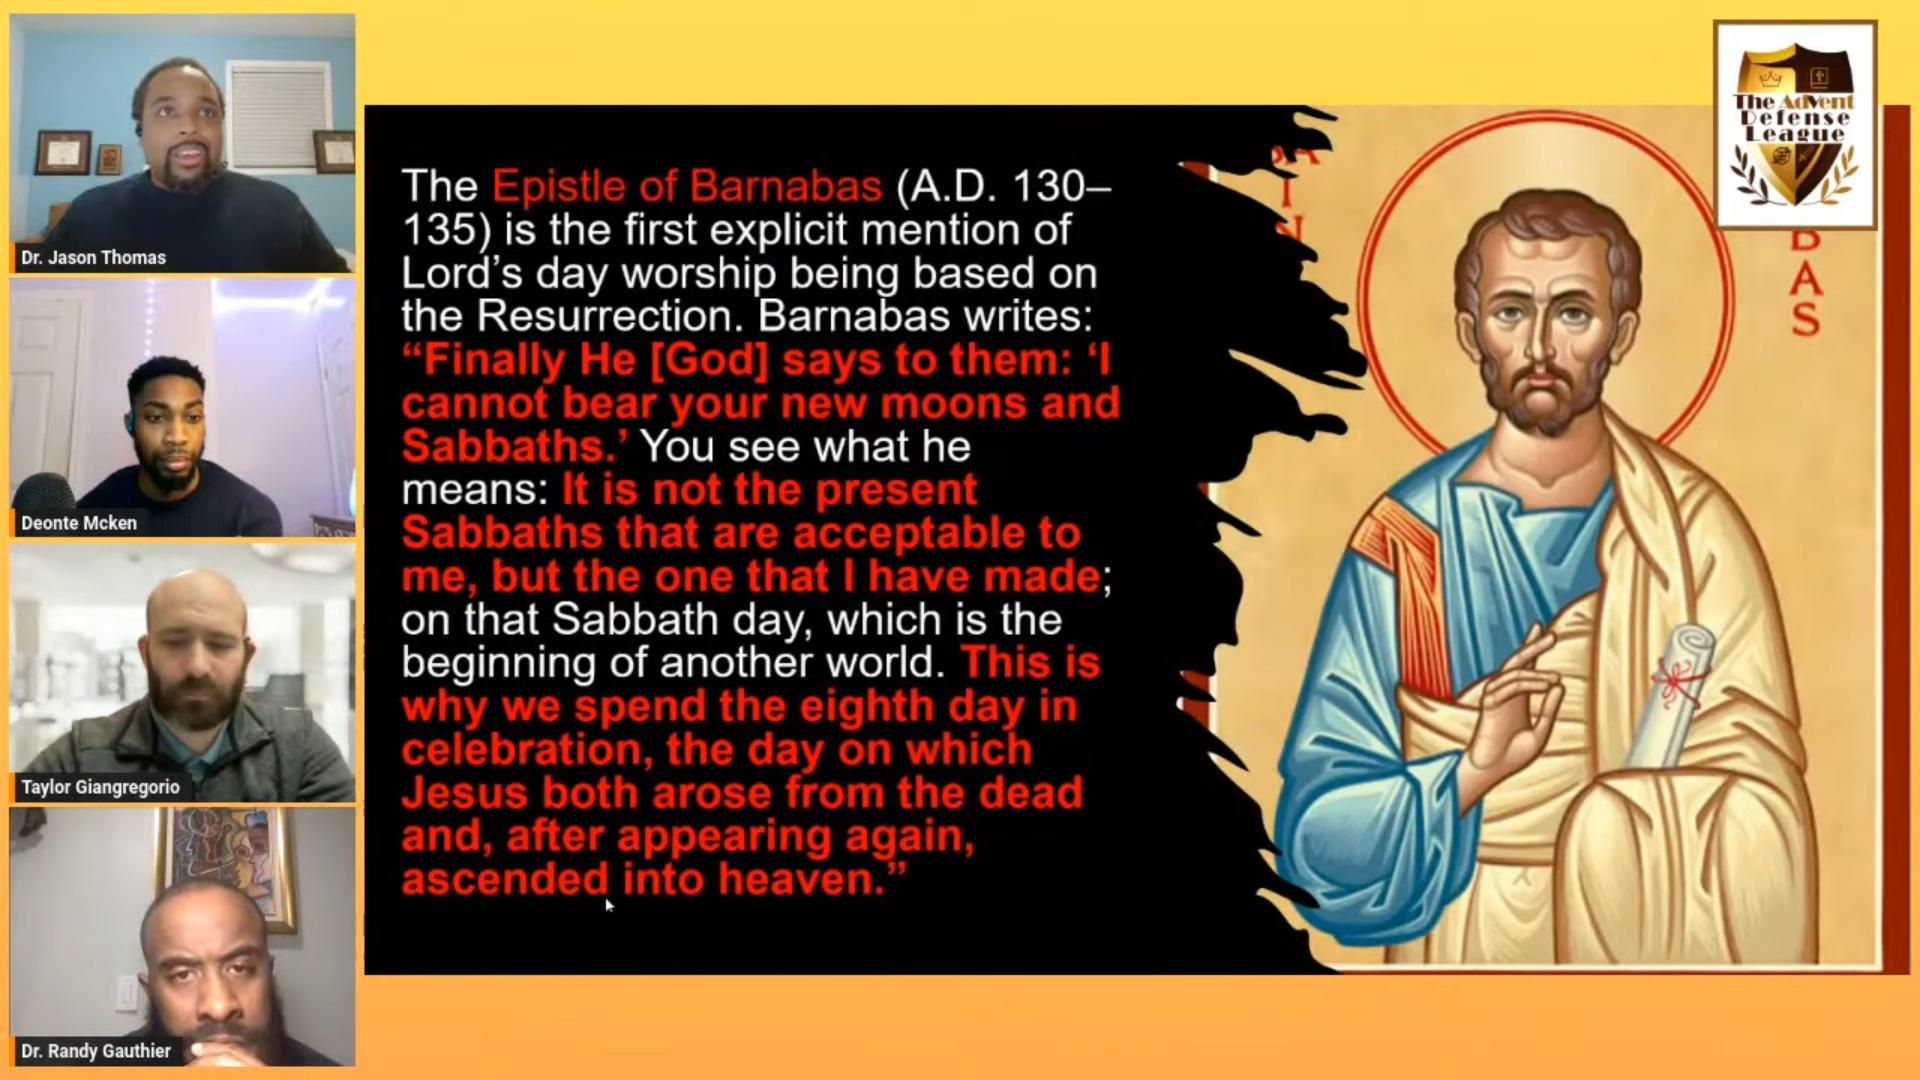 Dr. Jason Thomas
Deonte Mcken
Taylor Giangregorio
Dr. Randy Gauthier
The Epistle of Barnabas (A.D. 130–
135) is the first explicit mention of
Lord’s day worship being based on
the Resurrection. Barnabas writes:
“Finally He [God] says to them: ‘I
cannot bear your new moons and
Sabbaths.’ You see what he
means: It is not the present
Sabbaths that are acceptable to
me, but the one that I have made;
on that Sabbath day, which is the
beginning of another world. This is
why we spend the eighth day in
celebration, the day on which
Jesus both arose from the dead
and, after appearing again,
ascended into heaven.”
B
A
S
The Advent
Defense
League